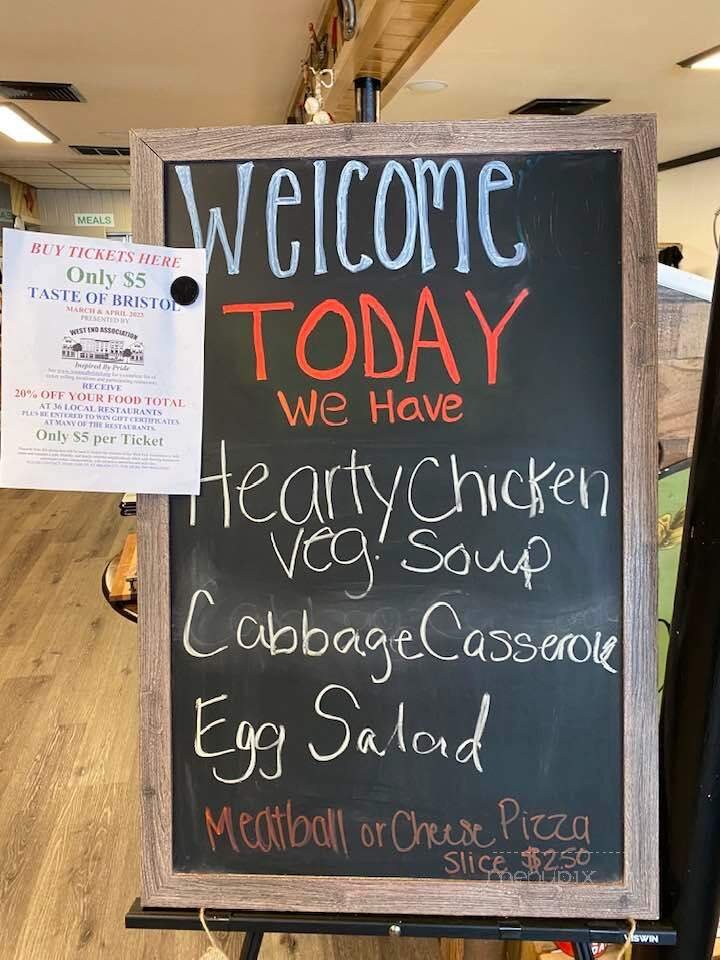 MEALS
BUY TICKETS HERE
Only $5
TASTE OF BRISTOL
MARCH & APRIL 2023
PRESENTED BY
WEST END ASSOCIATION
Inspired By Pride
RECEIVE
20% OFF YOUR FOOD TOTAL
AT 36 LOCAL RESTAURANTS
PLUS BE ENTERED TO WIN GIFT CERTIFICATES
AT MANY OF THE RESTAURANTS.
Only $5 per Ticket
Welcome
TODAY
We Have
Hearty Chicken
Veg. Soup
Cabbage Casserole
Egg Salad
Meatball or Cheese Pizza
Slice $2.50
menupix
VISWIN